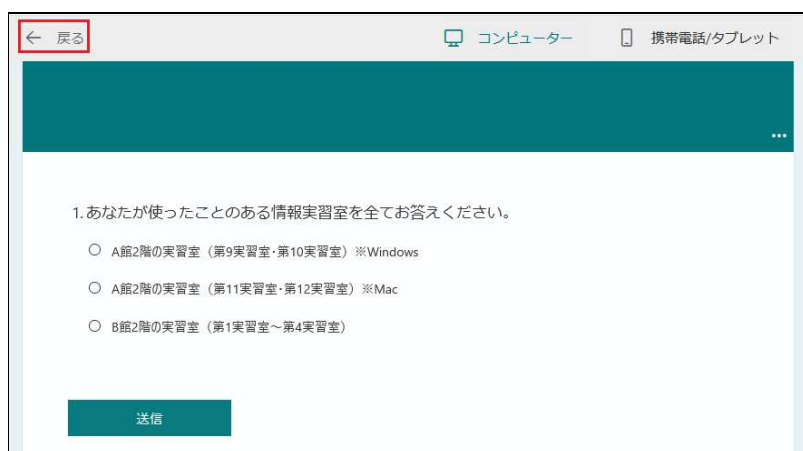 ← 戻る
コンピューター
携帯電話/タブレット
...
1. あなたが使ったことのある情報実習室を全てお答えください。
A館2階の実習室（第9実習室・第10実習室）※Windows
A館2階の実習室（第11実習室・第12実習室）※Mac
B館2階の実習室（第1実習室～第4実習室）
送信